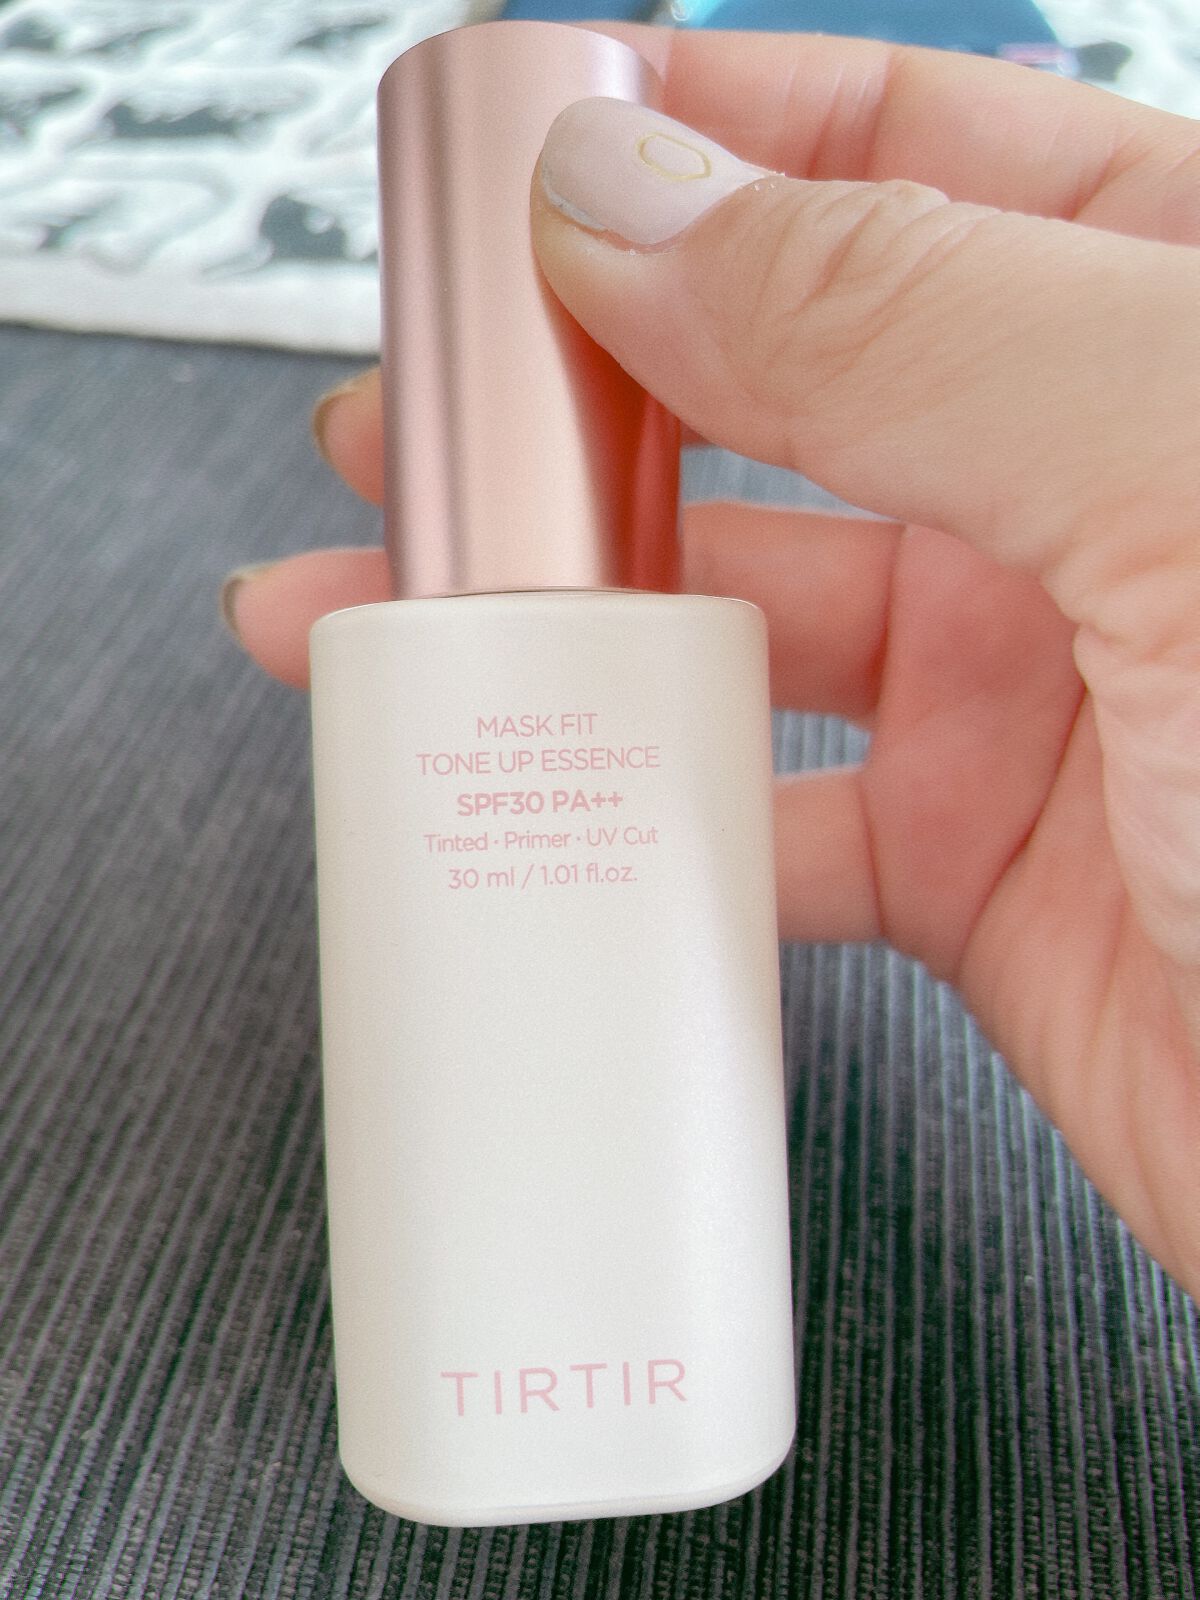 MASK FIT
TONE UP ESSENCE
SPF30 PA++
Tinted · Primer · UV Cut
30 ml / 1.01 fl.oz.
TIRTIR